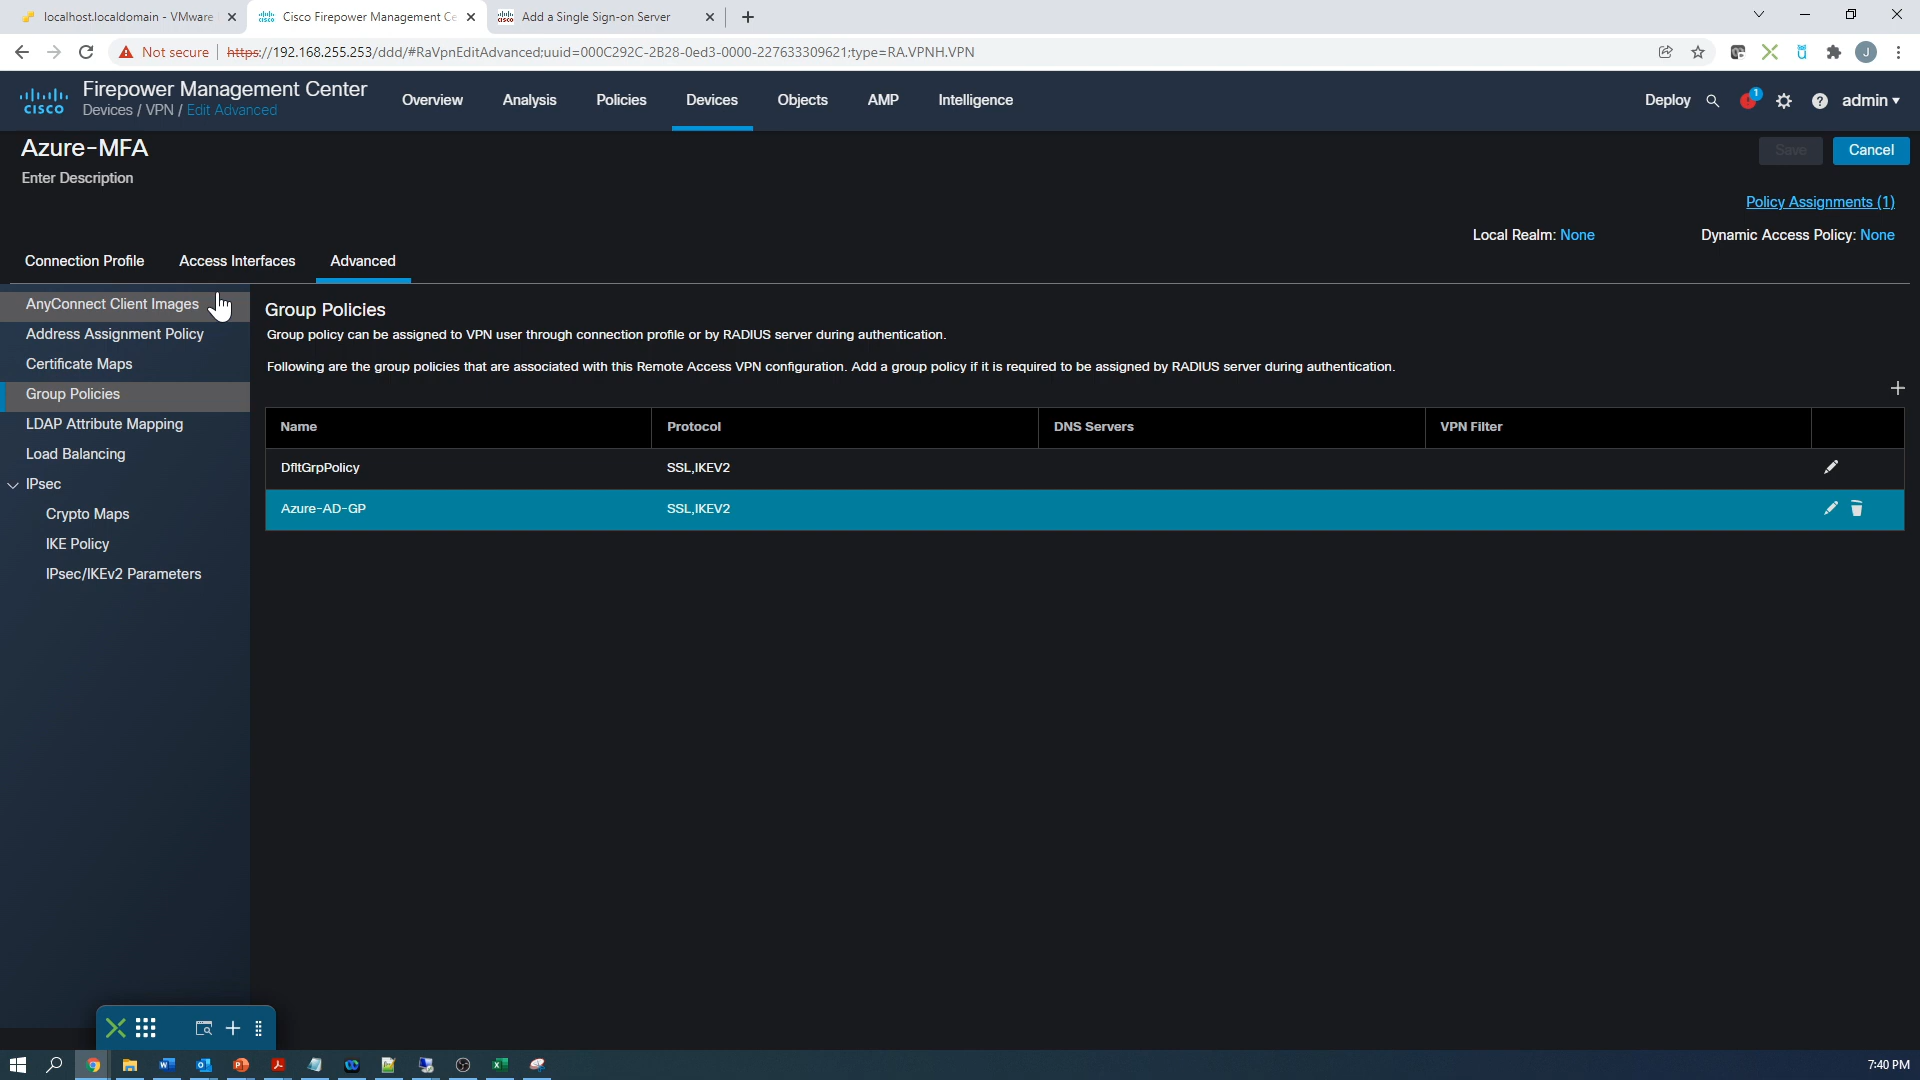 localhost.localdomain - VMware
Cisco Firepower Management Ce
Add a Single Sign-on Server
Not secure
https://192.168.255.253/ddd/#RaVpnEditAdvanced;uuid=000C292C-2B28-0ed3-0000-227633309621;type=RA.VPNH.VPN
J
CISCO
Firepower Management Center
Devices / VPN / Edit Advanced
Overview
Analysis
Policies
Devices
Objects
AMP
Intelligence
Deploy
1
admin
Azure-MFA
Enter Description
Save
Cancel
Policy Assignments (1)
Local Realm: None
Dynamic Access Policy: None
Connection Profile
Access Interfaces
Advanced
AnyConnect Client Images
Address Assignment Policy
Certificate Maps
Group Policies
LDAP Attribute Mapping
Load Balancing
IPsec
Crypto Maps
IKE Policy
IPsec/IKEv2 Parameters
Group Policies
Group policy can be assigned to VPN user through connection profile or by RADIUS server during authentication.
Following are the group policies that are associated with this Remote Access VPN configuration. Add a group policy if it is required to be assigned by RADIUS server during authentication.
Name
Protocol
DNS Servers
VPN Filter
DfltGrpPolicy
SSL,IKEV2
Azure-AD-GP
SSL,IKEV2
7:40 PM